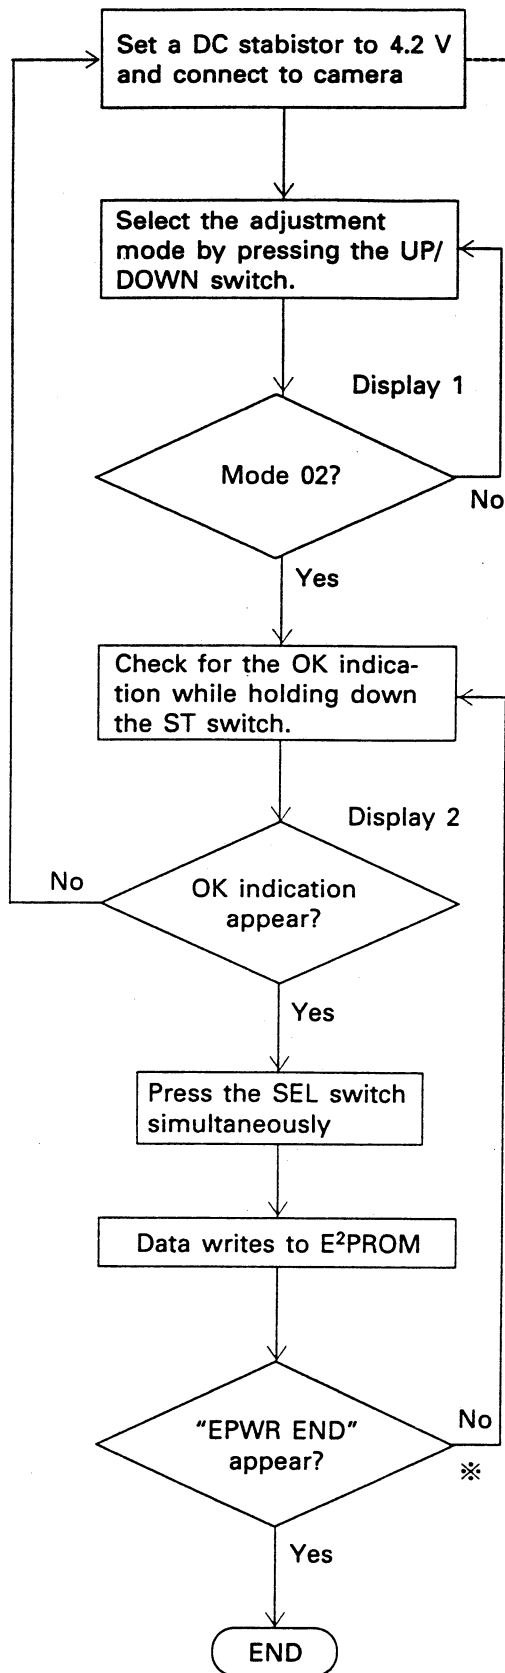 Set a DC stabistor to 4.2 V
and connect to camera
Select the adjustment
mode by pressing the UP/
DOWN switch.
Display 1
Mode 02?
No
Yes
Check for the OK indica-
tion while holding down
the ST switch.
Display 2
No
OK indication
appear?
Yes
Press the SEL switch
simultaneously
Data writes to E²PROM
"EPWR END"
appear?
No
※
Yes
END